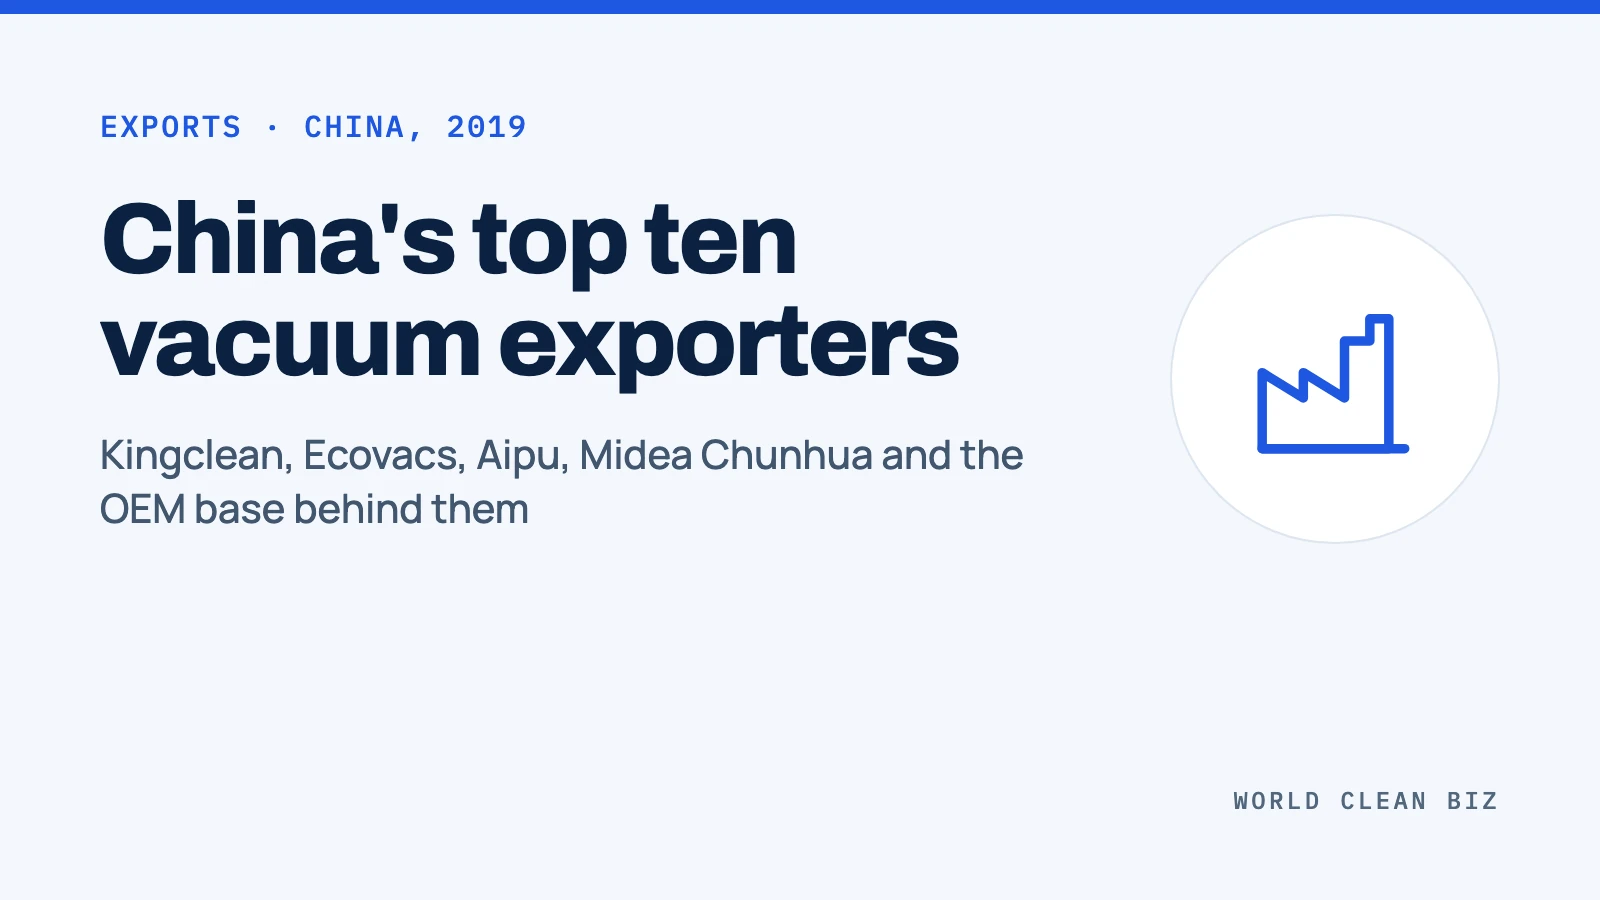 EXPORTS · CHINA, 2019
China's top ten
vacuum exporters
Kingclean, Ecovacs, Aipu, Midea Chunhua and the
OEM base behind them
WORLD CLEAN BIZ